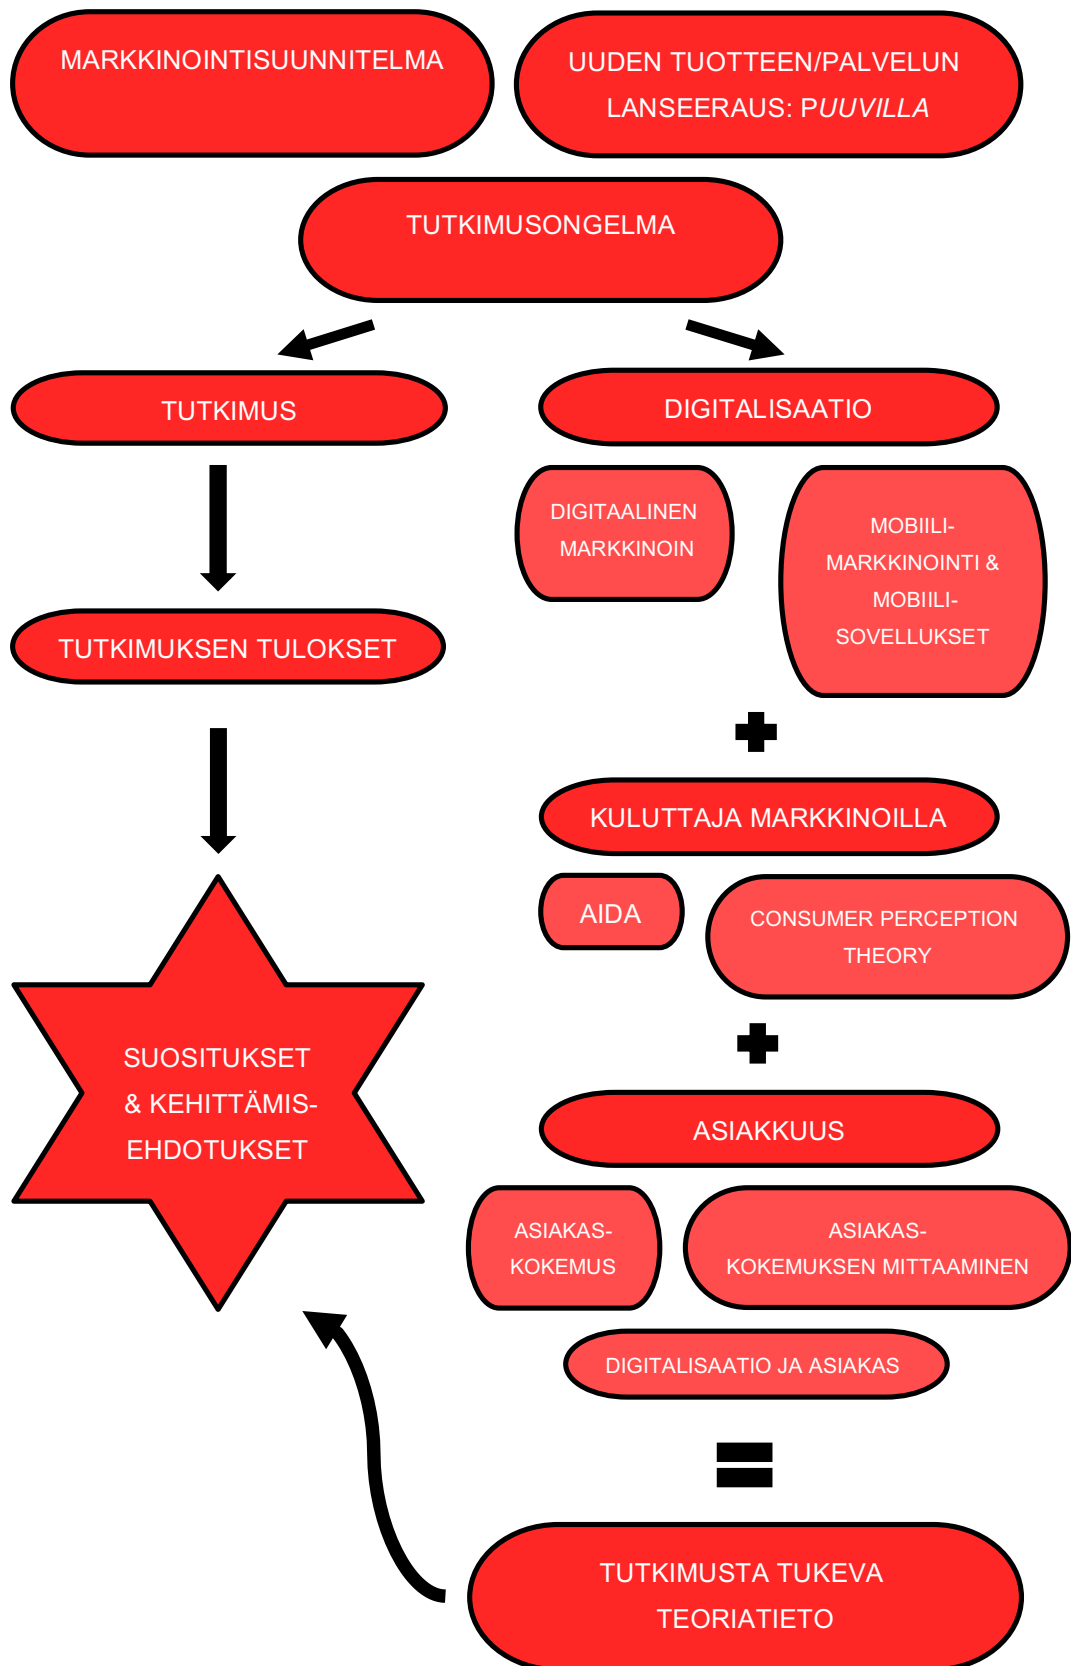 MARKKINOINTISUUNNITELMA
UUDEN TUOTTEEN/PALVELUN
LANSEERAUS: PUUVILLA
TUTKIMUSONGELMA
TUTKIMUS
DIGITALISAATIO
DIGITAALINEN
MARKKINOIN
MOBIILI-
MARKKINOINTI &
MOBIILI-
SOVELLUKSET
TUTKIMUKSEN TULOKSET
KULUTTAJA MARKKINOILLA
AIDA
CONSUMER PERCEPTION
THEORY
SUOSITUKSET
& KEHITTÄMIS-
EHDOTUKSET
ASIAKKUUS
ASIAKAS-
KOKEMUS
ASIAKAS-
KOKEMUKSEN MITTAAMINEN
DIGITALISAATIO JA ASIAKAS
TUTKIMUSTA TUKEVA
TEORIATIETO